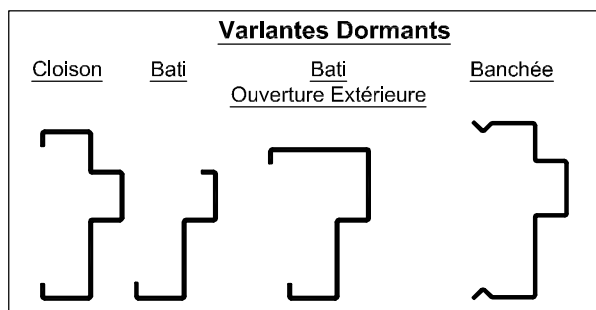 Varlantes Dormants
Cloison
Bati
Bati
Ouverture Extérieure
Banchée